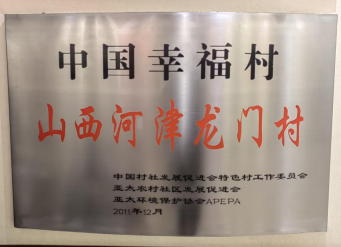 中国幸福村
山西河津龙门村
中国村社发展促进会特色村工作委员会
亚太农村社区发展促进会
亚太环境保护协会APEPA
2011年12月